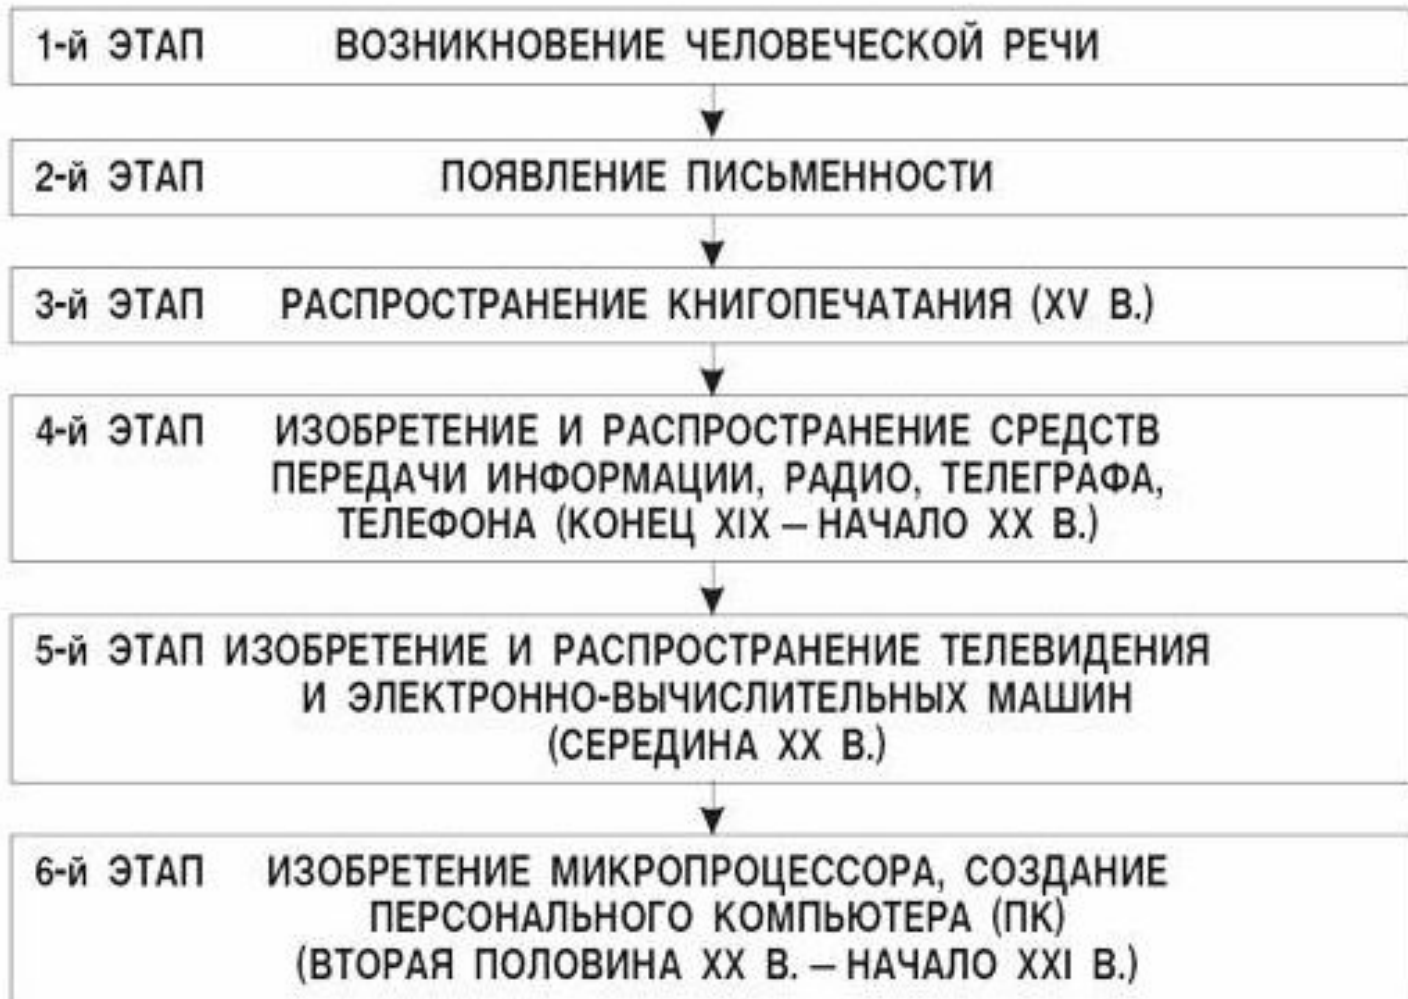 1-й ЭТАП ВОЗНИКНОВЕНИЕ ЧЕЛОВЕЧЕСКОЙ РЕЧИ
2-й ЭТАП ПОЯВЛЕНИЕ ПИСЬМЕННОСТИ
3-й ЭТАП РАСПРОСТРАНЕНИЕ КНИГОПЕЧАТАНИЯ (XV В.)
4-й ЭТАП ИЗОБРЕТЕНИЕ И РАСПРОСТРАНЕНИЕ СРЕДСТВ
ПЕРЕДАЧИ ИНФОРМАЦИИ, РАДИО, ТЕЛЕГРАФА,
ТЕЛЕФОНА (КОНЕЦ XIX – НАЧАЛО XX В.)
5-й ЭТАП ИЗОБРЕТЕНИЕ И РАСПРОСТРАНЕНИЕ ТЕЛЕВИДЕНИЯ
И ЭЛЕКТРОННО-ВЫЧИСЛИТЕЛЬНЫХ МАШИН
(СЕРЕДИНА XX В.)
6-й ЭТАП ИЗОБРЕТЕНИЕ МИКРОПРОЦЕССОРА, СОЗДАНИЕ
ПЕРСОНАЛЬНОГО КОМПЬЮТЕРА (ПК)
(ВТОРАЯ ПОЛОВИНА XX В. – НАЧАЛО XXI В.)